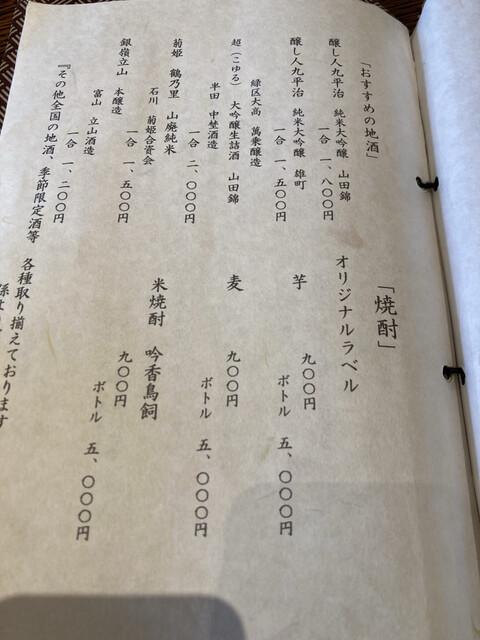 「おすすめの地酒」
醸し人九平治 純米大吟醸 山田錦
一合 一、八〇〇円
醸し人九平治 純米大吟醸 雄町
一合 一、五〇〇円
緑区大高 萬乗醸造
超(こゆる) 大吟醸生詰酒 山田錦
半田 中埜酒造
一合 二、〇〇〇円
菊姫 鶴乃里 山廃純米
石川 菊姫合資会
一合 一、五〇〇円
銀嶺立山 本醸造
富山 立山酒造
一合 一、二〇〇円
『その他全国の地酒、季節限定酒等
各種取り揃えております
「焼酎」
オリジナルラベル
芋
九〇〇円
ボトル 五、〇〇〇円
麦
九〇〇円
ボトル 五、〇〇〇円
米焼酎 吟香鳥飼
九〇〇円
ボトル 五、〇〇〇円